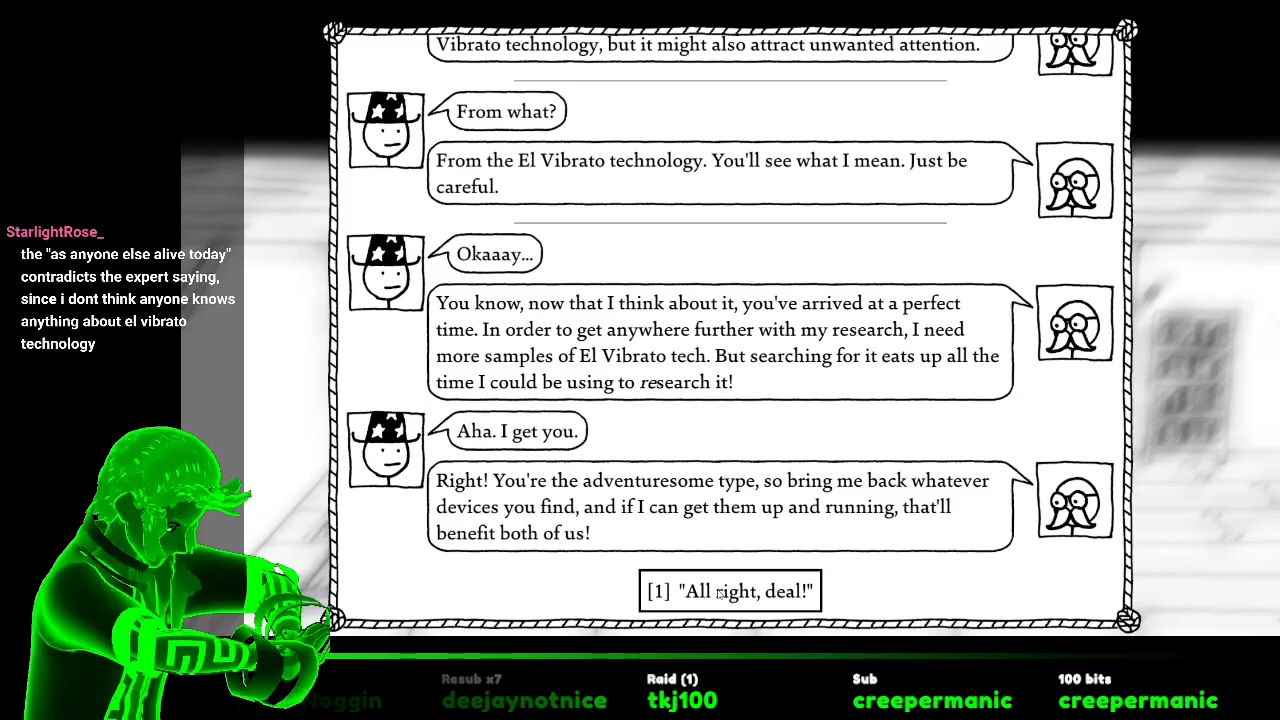 Vibrato technology, but it might also attract unwanted attention.
From what?
From the El Vibrato technology. You'll see what I mean. Just be
careful.
Okaaay...
You know, now that I think about it, you've arrived at a perfect
time. In order to get anywhere further with my research, I need
more samples of El Vibrato tech. But searching for it eats up all the
time I could be using to research it!
Aha. I get you.
Right! You're the adventuresome type, so bring me back whatever
devices you find, and if I can get them up and running, that'll
benefit both of us!
[1] "All right, deal!"
StarlightRose_
the "as anyone else alive today"
contradicts the expert saying,
since i dont think anyone knows
anything about el vibrato
technology
Resub x7
deejaynotnice
Raid (1)
tkj100
Sub
creepermanic
100 bits
creepermanic